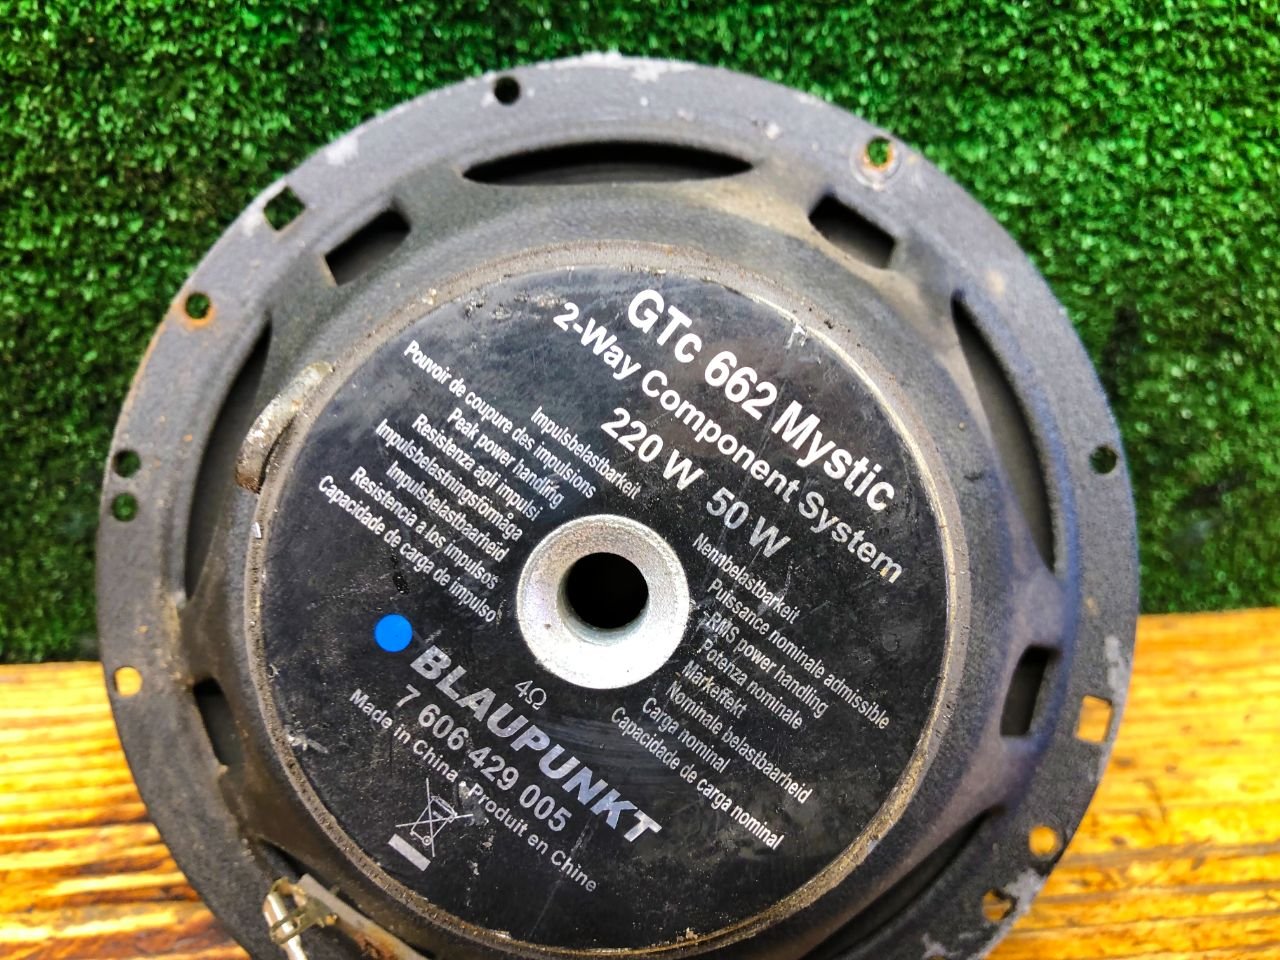 GTc 662 Mystic
2-Way Component System
220 W 50 W
Impulsbelastbarkeit
Pouvoir de coupure des impulsions
Peak power handling
Resistenza agli impulsi
Impulsbelastningsförmåga
Impulsbelastbaarheid
Resistencia a los impulsos
Capacidade de carga de impulso
Nennbelastbarkeit
Puissance nominale admissible
RMS power handling
Potenza nominale
Märkeffekt
Nominale belastbaarheid
Carga nominal
Capacidade de carga nominal
4Ω
BLAUPUNKT
7 606 429 005
Made in China • Produit en Chine